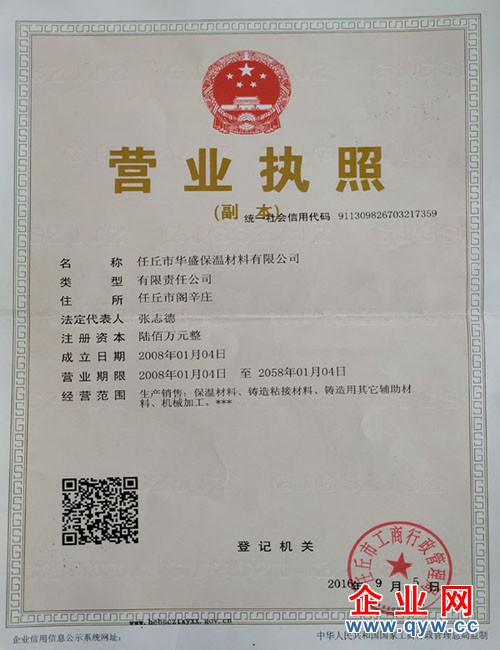 营业执照
(副 本)
统一社会信用代码 911309826703217359
名 称 任丘市华盛保温材料有限公司
类 型 有限责任公司
住 所 任丘市阁辛庄
法定代表人 张志德
注册资本 陆佰万元整
成立日期 2008年01月04日
营业期限 2008年01月04日 至 2058年01月04日
经营范围 生产销售：保温材料、铸造粘接材料、铸造用其它辅助材
料、机械加工。***
登记机关
任丘市工商行政管理局
2016年 9 月 5 日
企业网
www.qyw.cc
企业信用信息公示系统网址：
中华人民共和国国家工商行政管理总局监制